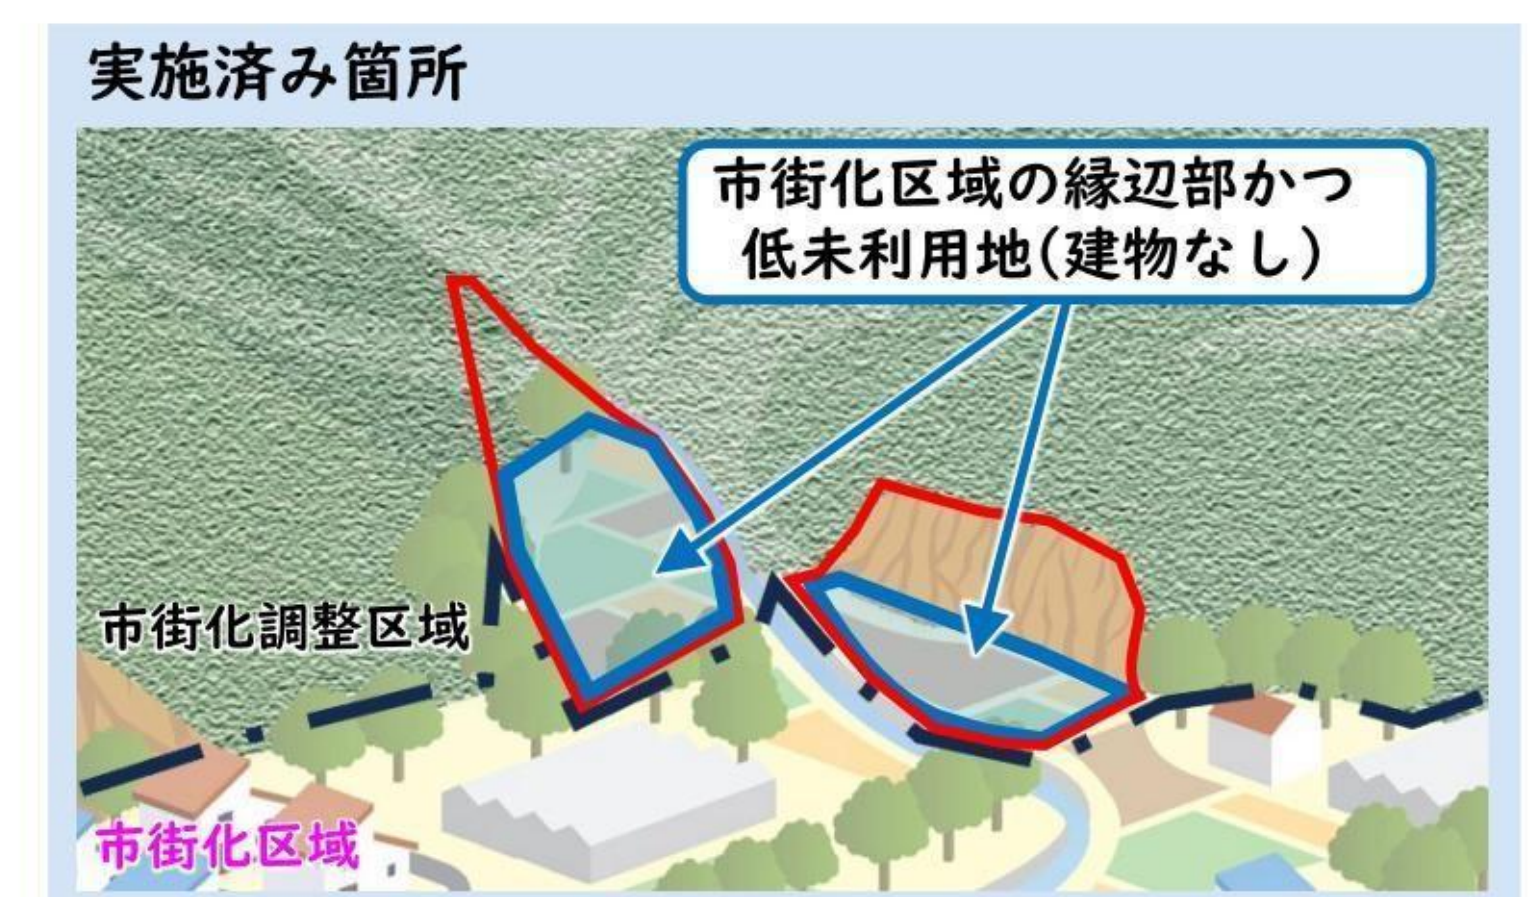 実施済み箇所
市街化区域の縁辺部かつ
低未利用地(建物なし)
市街化調整区域
市街化区域